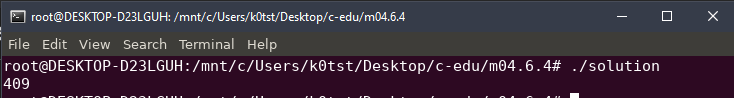 root@DESKTOP-D23LGUH: /mnt/c/Users/k0tst/Desktop/c-edu/m04.6.4
File Edit View Search Terminal Help
root@DESKTOP-D23LGUH:/mnt/c/Users/k0tst/Desktop/c-edu/m04.6.4# ./solution
409